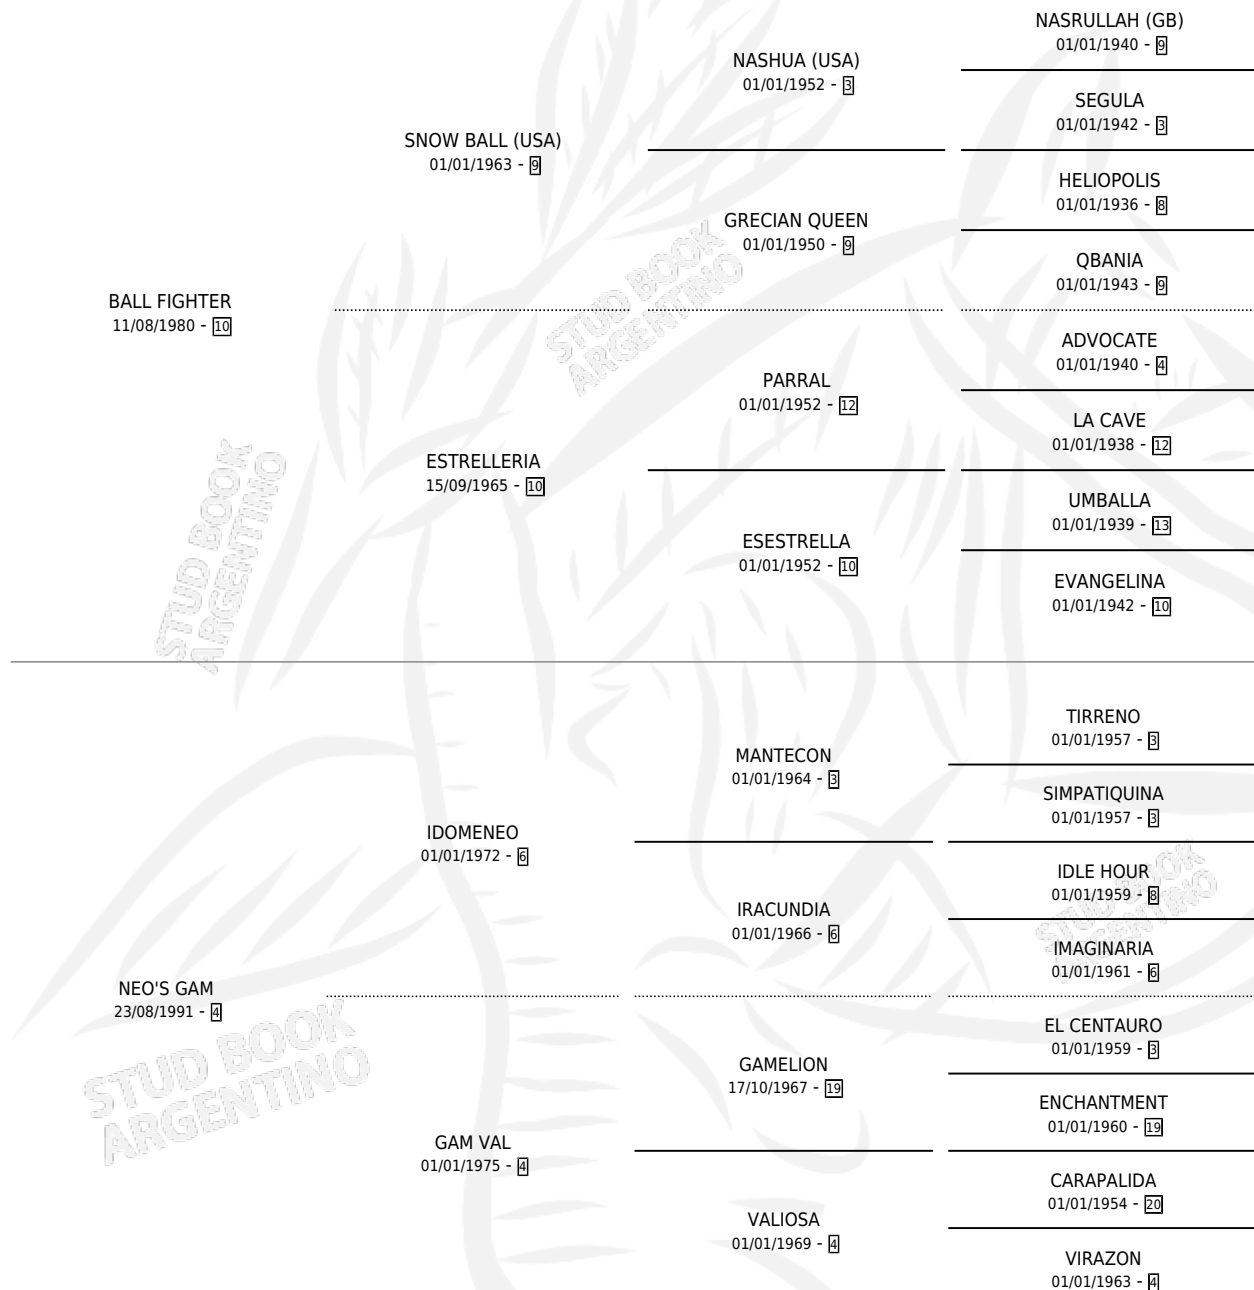 NASRULLAH (GB)
01/01/1940 - 9
NASHUA (USA)
01/01/1952 - 3
SEGULA
01/01/1942 - 3
SNOW BALL (USA)
01/01/1963 - 9
HELIOPOLIS
01/01/1936 - 8
GRECIAN QUEEN
01/01/1950 - 9
QBANIA
01/01/1943 - 9
STUD BOOK
ARGENTINO
BALL FIGHTER
11/08/1980 - 10
ADVOCATE
01/01/1940 - 4
PARRAL
01/01/1952 - 12
LA CAVE
01/01/1938 - 12
ESTRELLERIA
15/09/1965 - 10
UMBALLA
01/01/1939 - 13
ESESTRELLA
01/01/1952 - 10
EVANGELINA
01/01/1942 - 10
STUD BOOK
ARGENTINO
TIRRENO
01/01/1957 - 3
MANTECON
01/01/1964 - 3
SIMPATIQUINA
01/01/1957 - 3
IDOMENEO
01/01/1972 - 6
IDLE HOUR
01/01/1959 - 8
IRACUNDIA
01/01/1966 - 6
STUD BOOK
ARGENTINO
IMAGINARIA
01/01/1961 - 6
NEO'S GAM
23/08/1991 - 4
STUD BOOK
ARGENTINO
EL CENTAURO
01/01/1959 - 3
GAMELION
17/10/1967 - 19
ENCHANTMENT
01/01/1960 - 19
GAM VAL
01/01/1975 - 4
CARAPALIDA
01/01/1954 - 20
VALIOSA
01/01/1969 - 4
VIRAZON
01/01/1963 - 4